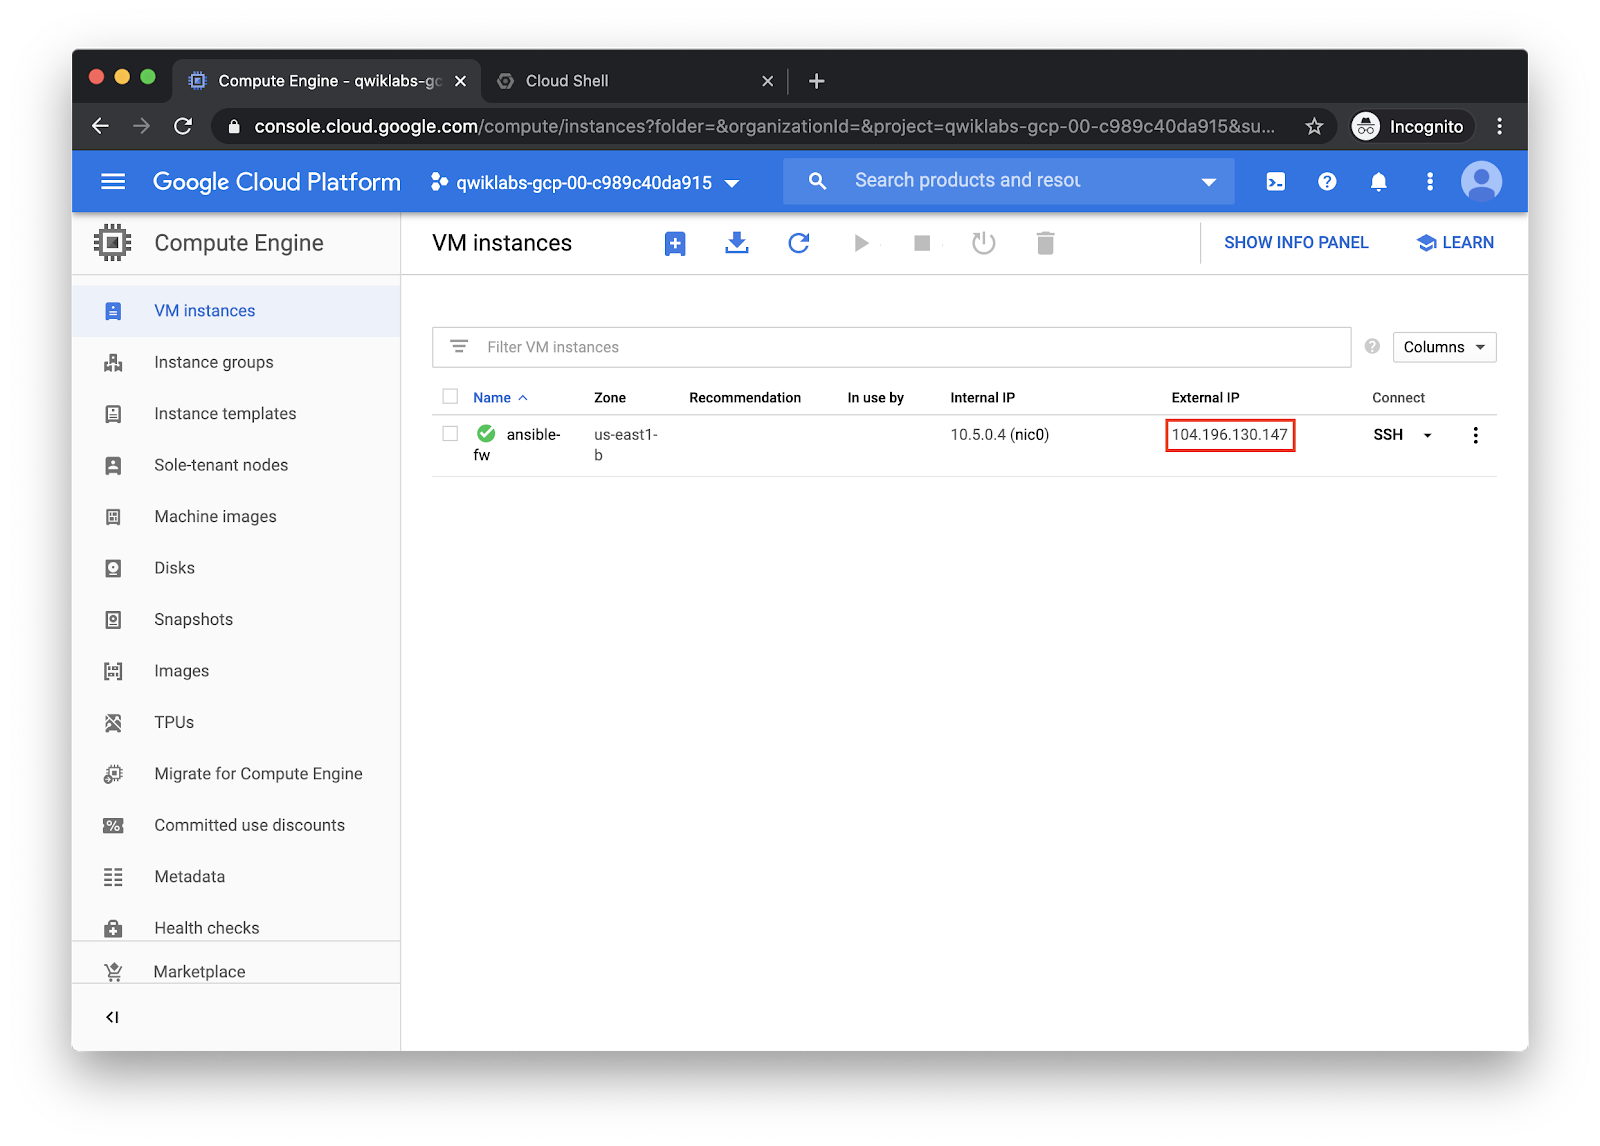 Compute Engine - qwiklabs-gc
Cloud Shell
console.cloud.google.com/compute/instances?folder=&organizationId=&project=qwiklabs-gcp-00-c989c40da915&su...
Incognito
Google Cloud Platform
qwiklabs-gcp-00-c989c40da915
Search products and resou
Compute Engine
VM instances
SHOW INFO PANEL
LEARN
VM instances
Instance groups
Instance templates
Sole-tenant nodes
Machine images
Disks
Snapshots
Images
TPUs
Migrate for Compute Engine
Committed use discounts
Metadata
Health checks
Marketplace
Filter VM instances
Columns
Name
Zone
Recommendation
In use by
Internal IP
External IP
Connect
ansible-
fw
us-east1-
b
10.5.0.4 (nic0)
104.196.130.147
SSH